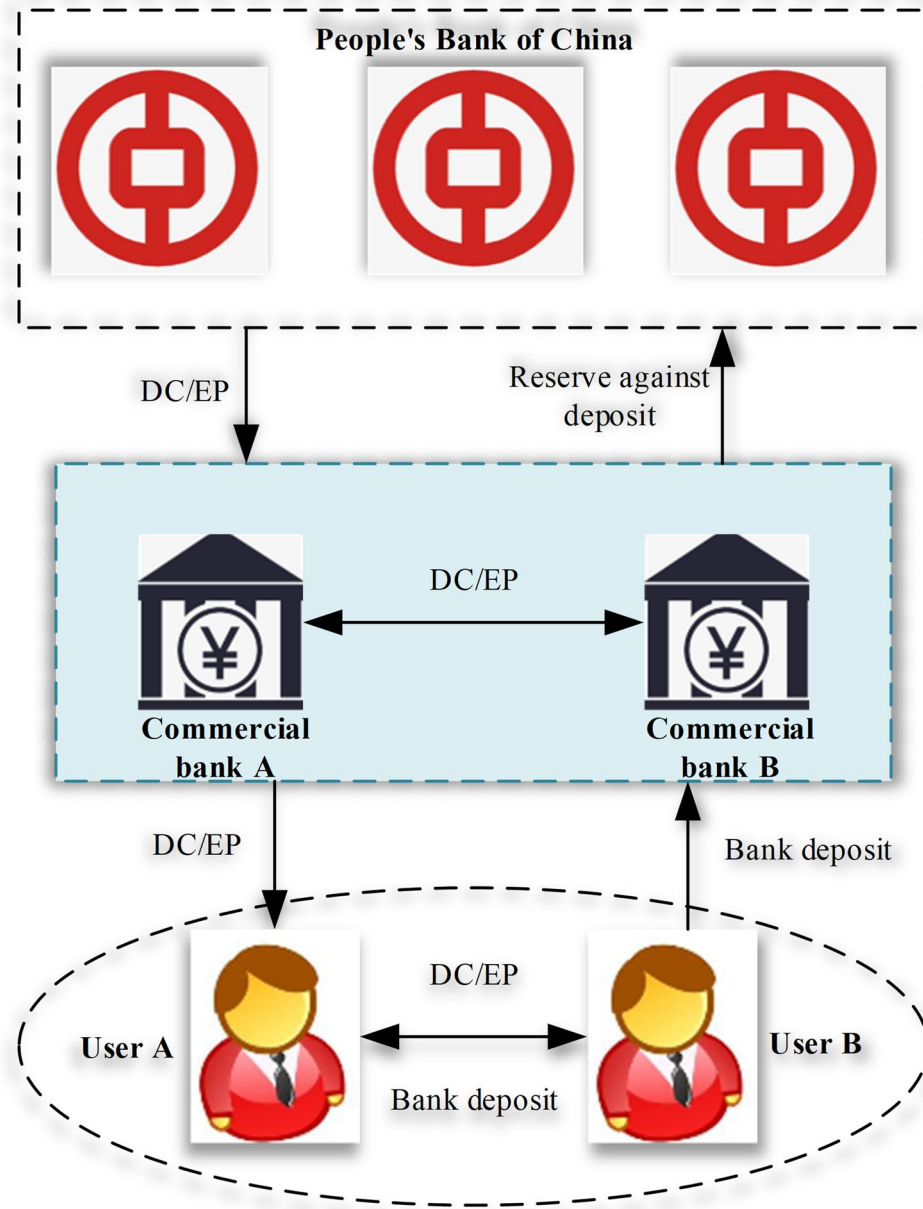 People's Bank of China
DC/EP
Reserve against
deposit
DC/EP
¥
¥
Commercial
bank A
Commercial
bank B
DC/EP
Bank deposit
DC/EP
User A
User B
Bank deposit